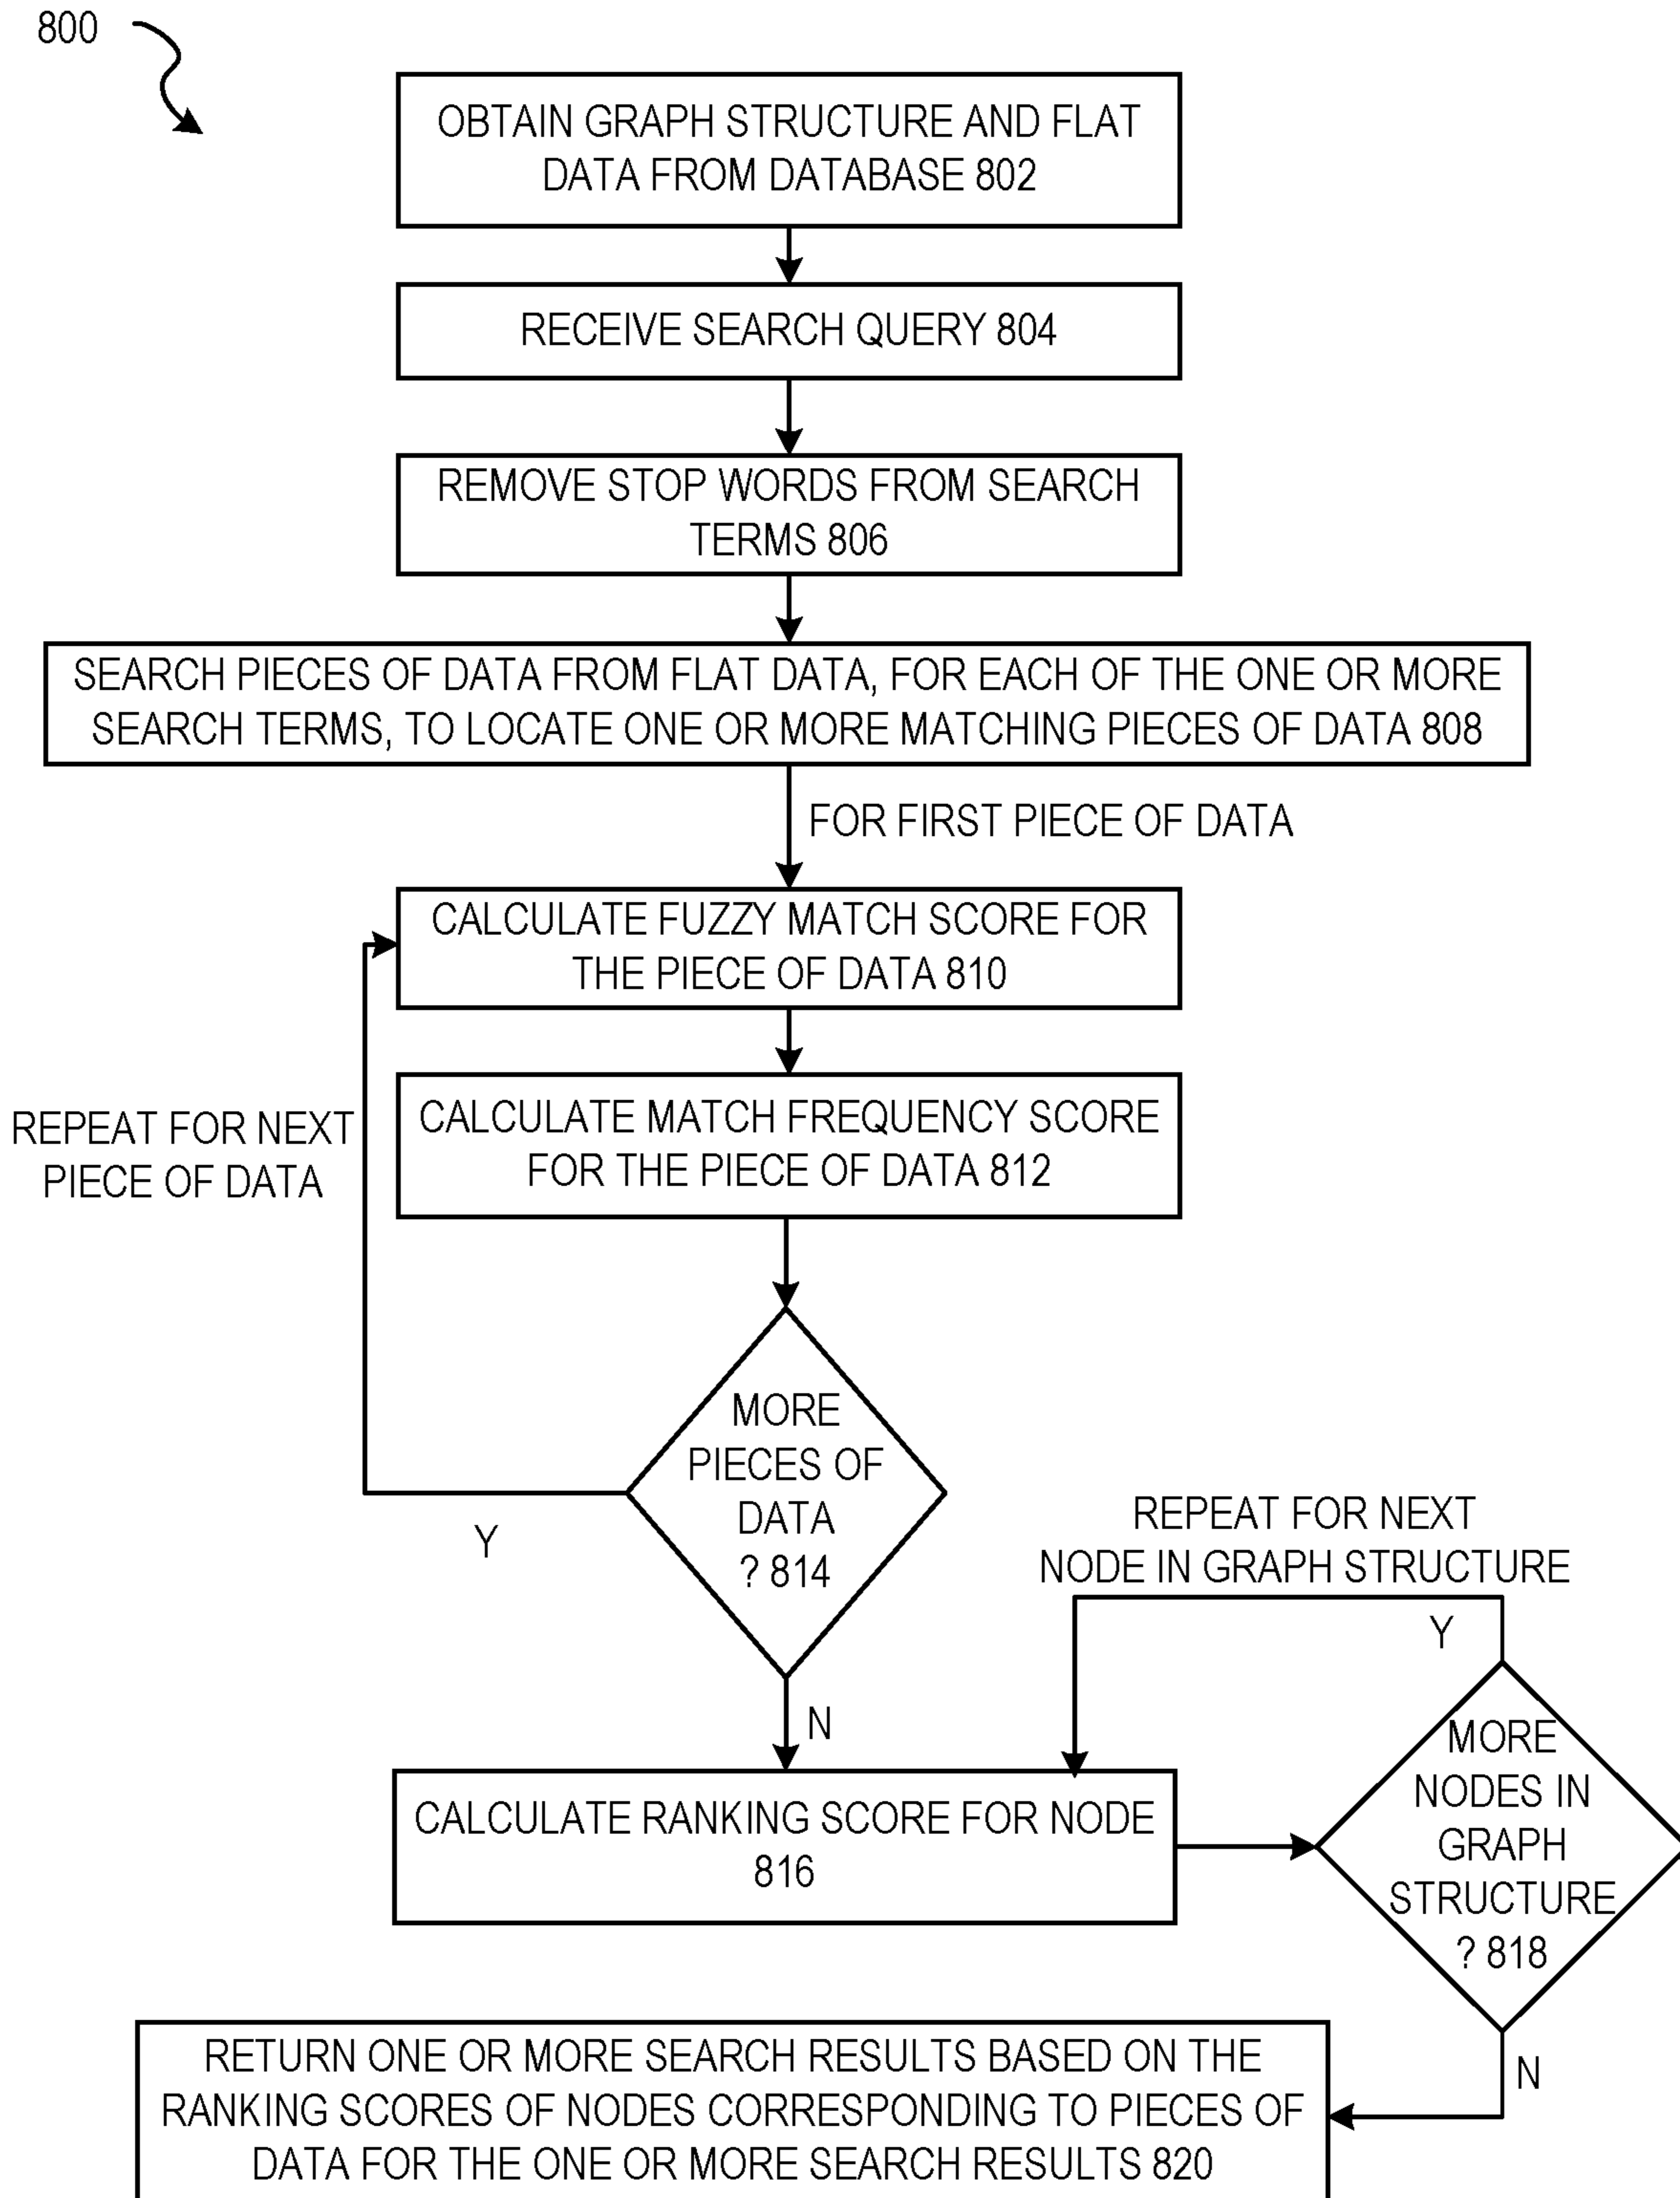 800
OBTAIN GRAPH STRUCTURE AND FLAT
DATA FROM DATABASE 802
RECEIVE SEARCH QUERY 804
REMOVE STOP WORDS FROM SEARCH
TERMS 806
SEARCH PIECES OF DATA FROM FLAT DATA, FOR EACH OF THE ONE OR MORE
SEARCH TERMS, TO LOCATE ONE OR MORE MATCHING PIECES OF DATA 808
FOR FIRST PIECE OF DATA
CALCULATE FUZZY MATCH SCORE FOR
THE PIECE OF DATA 810
CALCULATE MATCH FREQUENCY SCORE
FOR THE PIECE OF DATA 812
REPEAT FOR NEXT
PIECE OF DATA
MORE
PIECES OF
DATA
? 814
Y
N
REPEAT FOR NEXT
NODE IN GRAPH STRUCTURE
Y
CALCULATE RANKING SCORE FOR NODE
816
MORE
NODES IN
GRAPH
STRUCTURE
? 818
N
RETURN ONE OR MORE SEARCH RESULTS BASED ON THE
RANKING SCORES OF NODES CORRESPONDING TO PIECES OF
DATA FOR THE ONE OR MORE SEARCH RESULTS 820